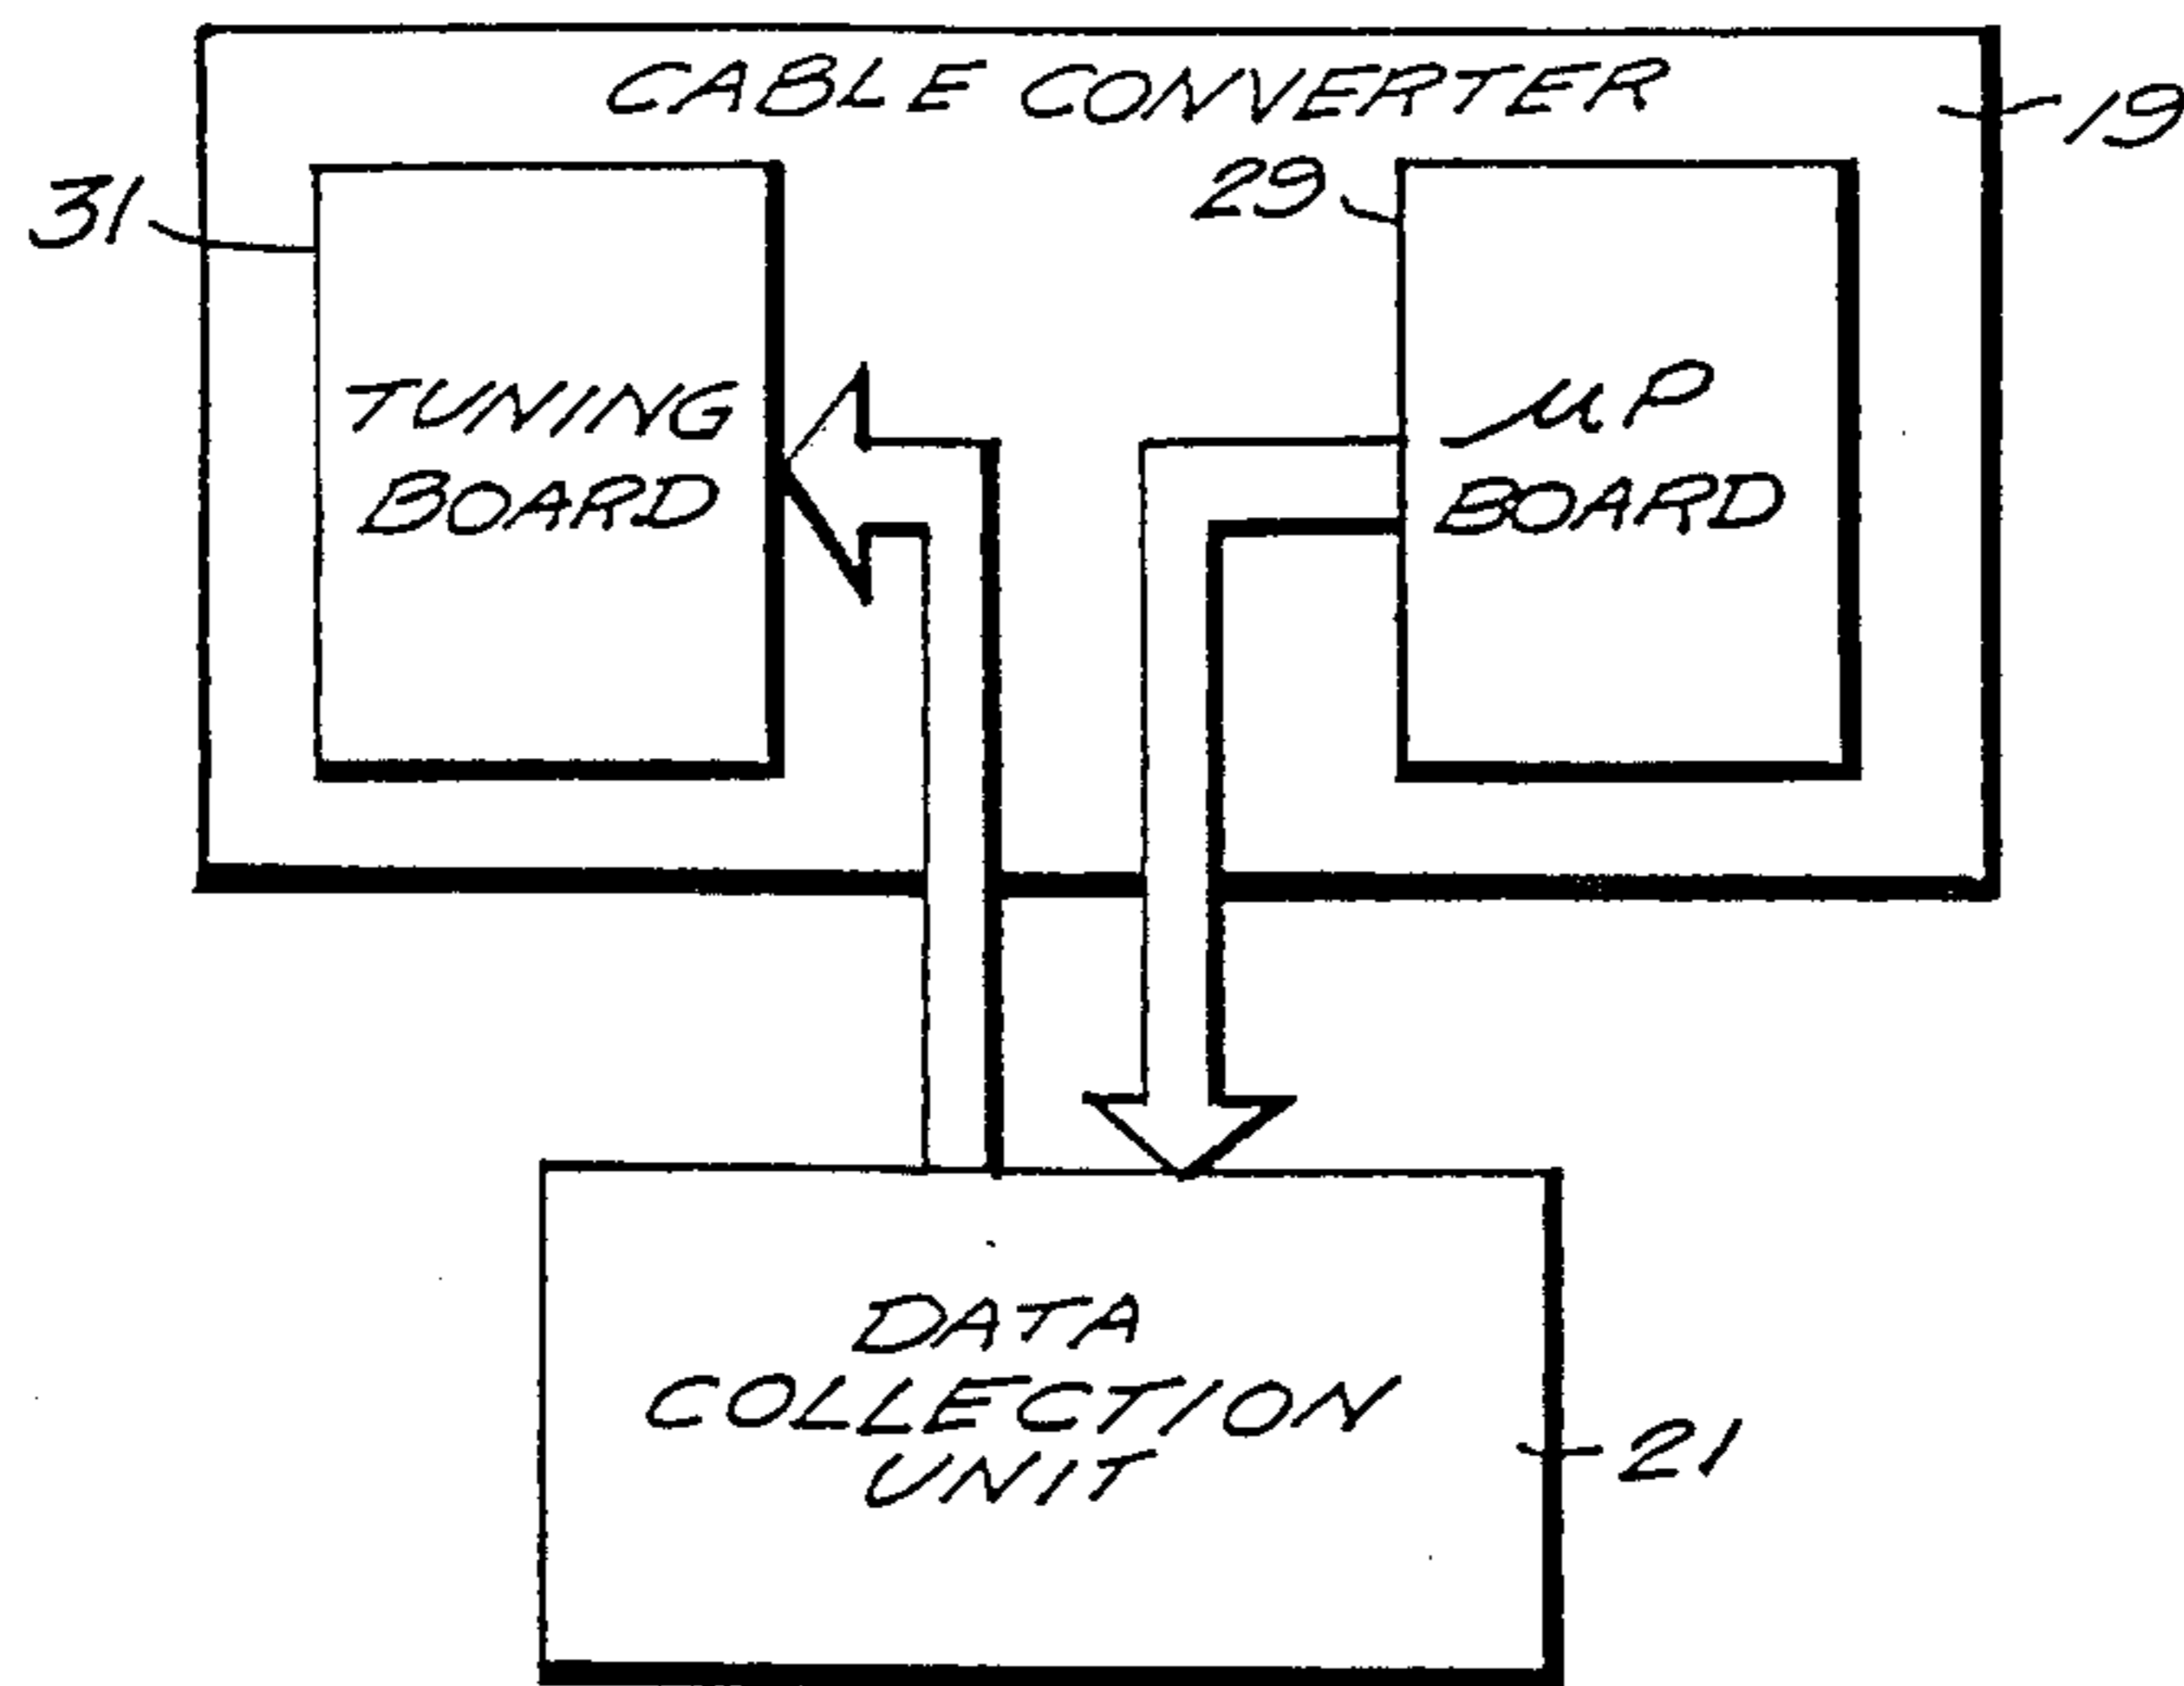 CABLE CONVERTER
19
31
29
TUNING
BOARD
μP
BOARD
DATA
COLLECTION
UNIT
21